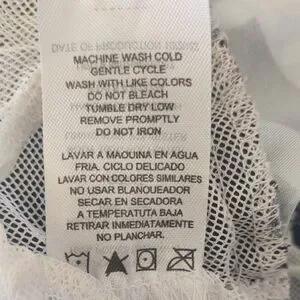 MACHINE WASH COLD
GENTLE CYCLE
WASH WITH LIKE COLORS
DO NOT BLEACH
TUMBLE DRY LOW
REMOVE PROMPTLY
DO NOT IRON
LAVAR A MAQUINA EN AGUA
FRIA, CICLO DELICADO
LAVAR CON COLORES SIMILARES
NO USAR BLANQUEADOR
SECAR EN SECADORA
A TEMPERATURA BAJA
RETIRAR INMEDIATAMENTE
NO PLANCHAR.